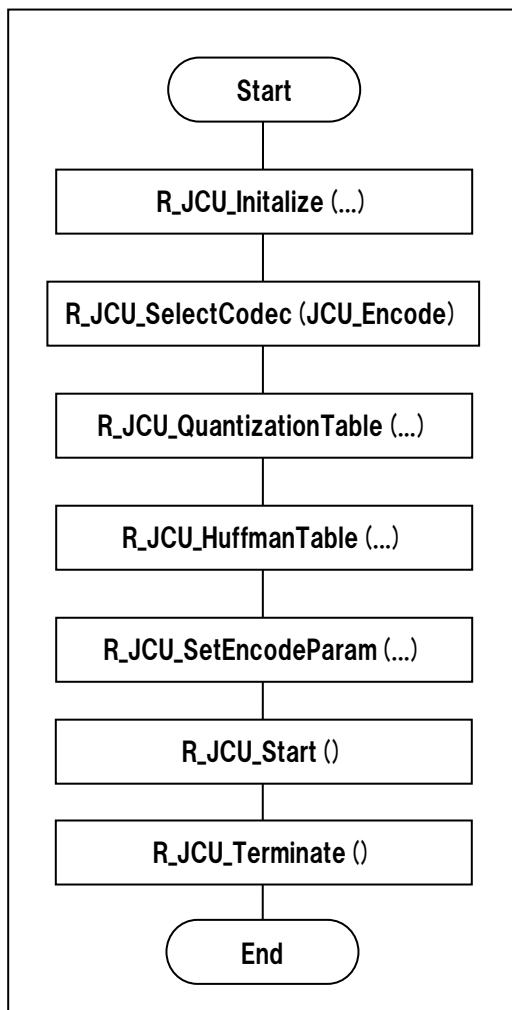 Start
R_JCU_Initalize (...)
R_JCU_SelectCodec (JCU_Encode)
R_JCU_QuantizationTable (...)
R_JCU_HuffmanTable (...)
R_JCU_SetEncodeParam (...)
R_JCU_Start ()
R_JCU_Terminate ()
End